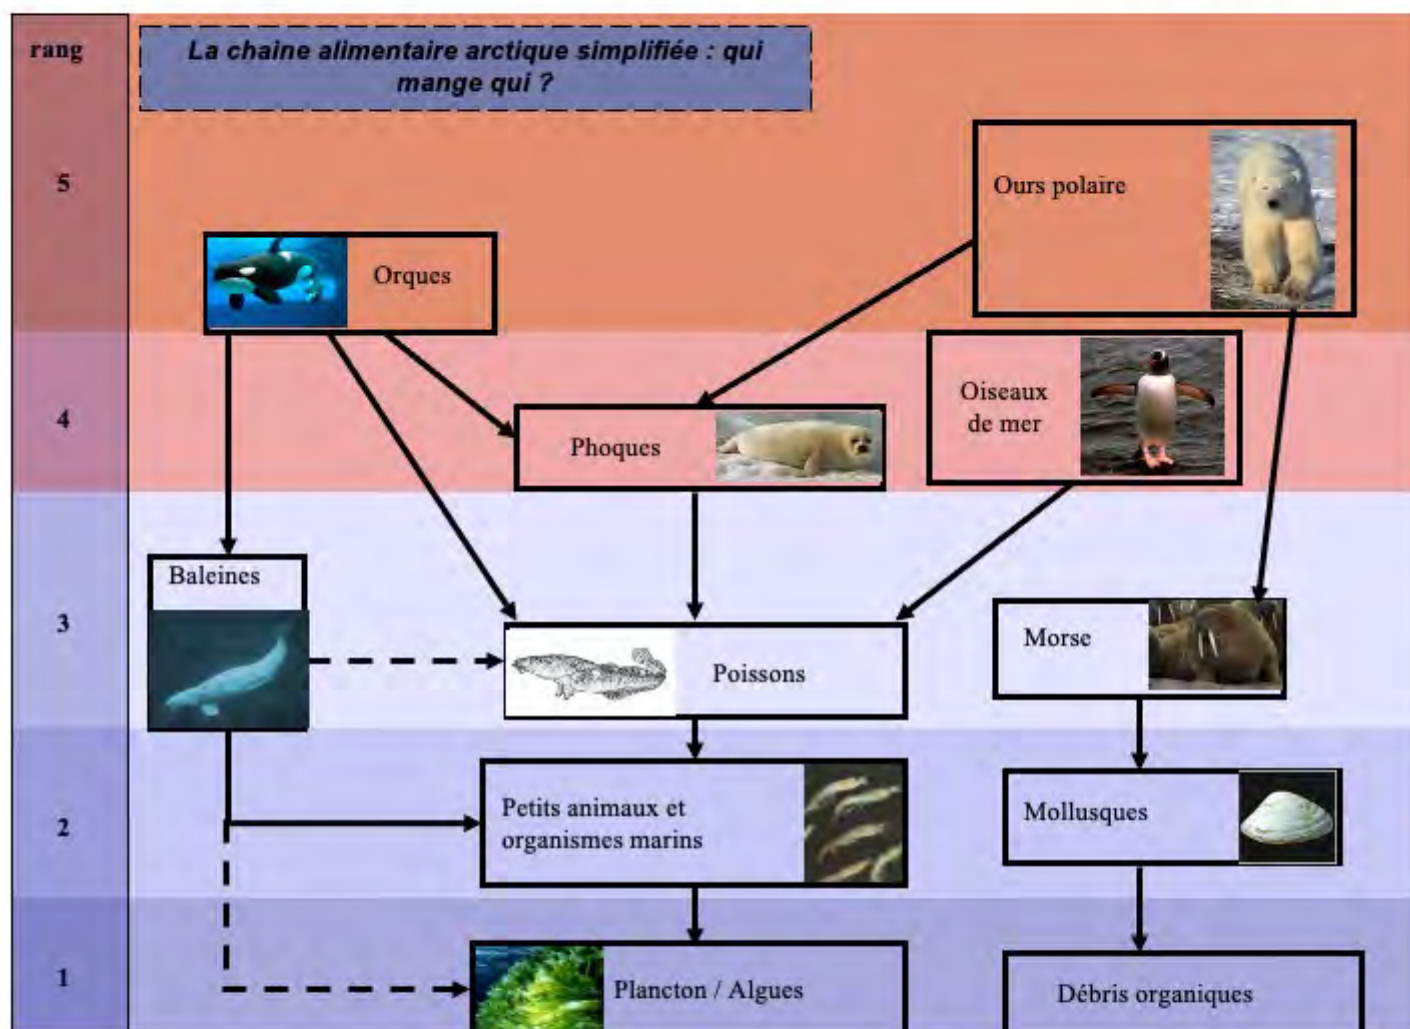 rang
La chaine alimentaire arctique simplifiée : qui
mange qui ?
5
Ours polaire
Orques
4
Oiseaux
de mer
Phoques
3
Baleines
Morse
Poissons
2
Petits animaux et
organismes marins
Mollusques
1
Plancton / Algues
Débris organiques